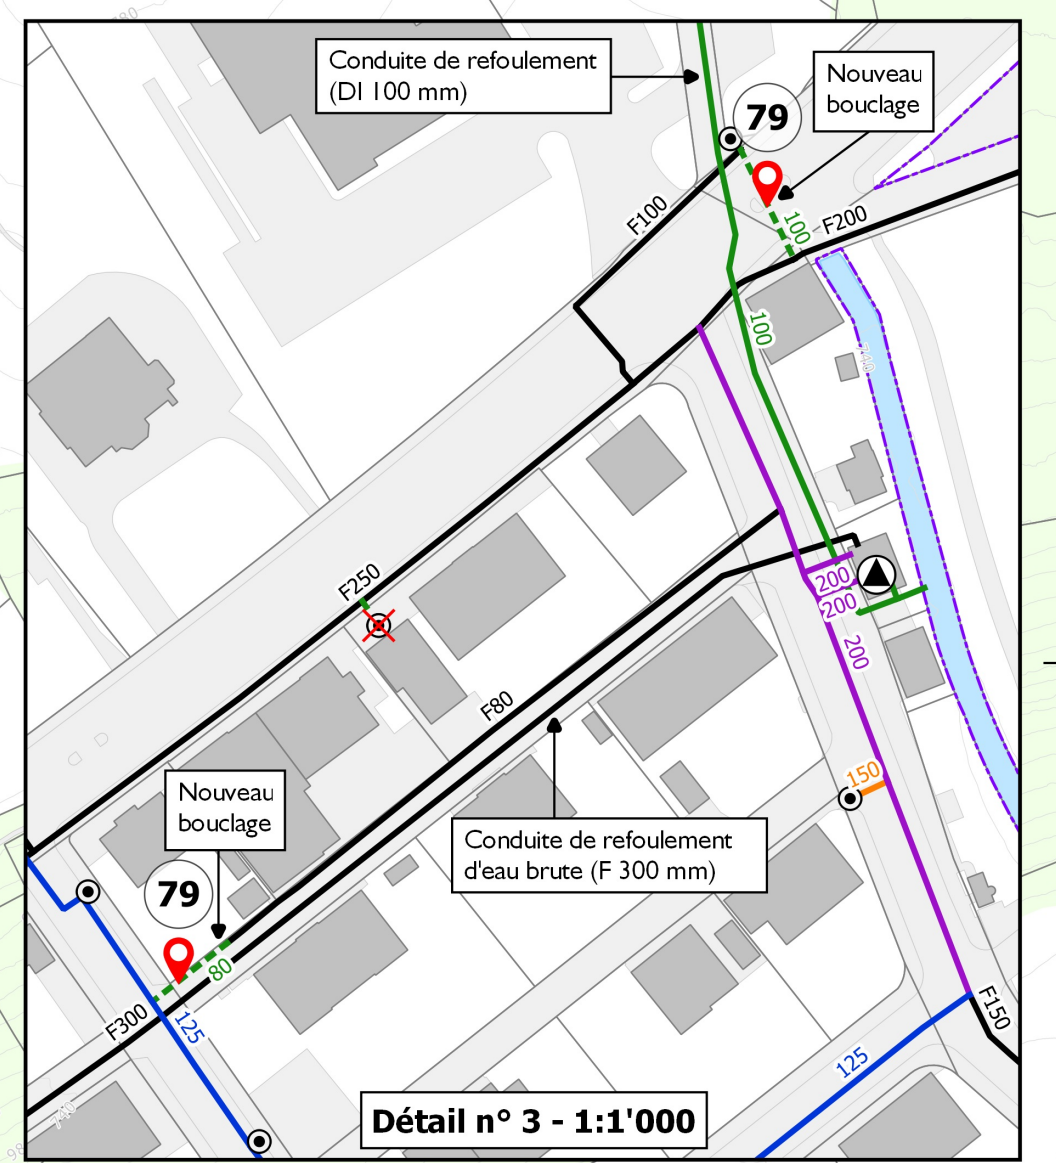 780
Conduite de refoulement
(DI 100 mm)
Nouveau
bouclage
79
F100
100
F200
100
740
F250
200
200
200
F80
150
Nouveau
bouclage
Conduite de refoulement
d'eau brute (F 300 mm)
79
80
F300
125
F150
125
740
Détail n° 3 - 1:1'000